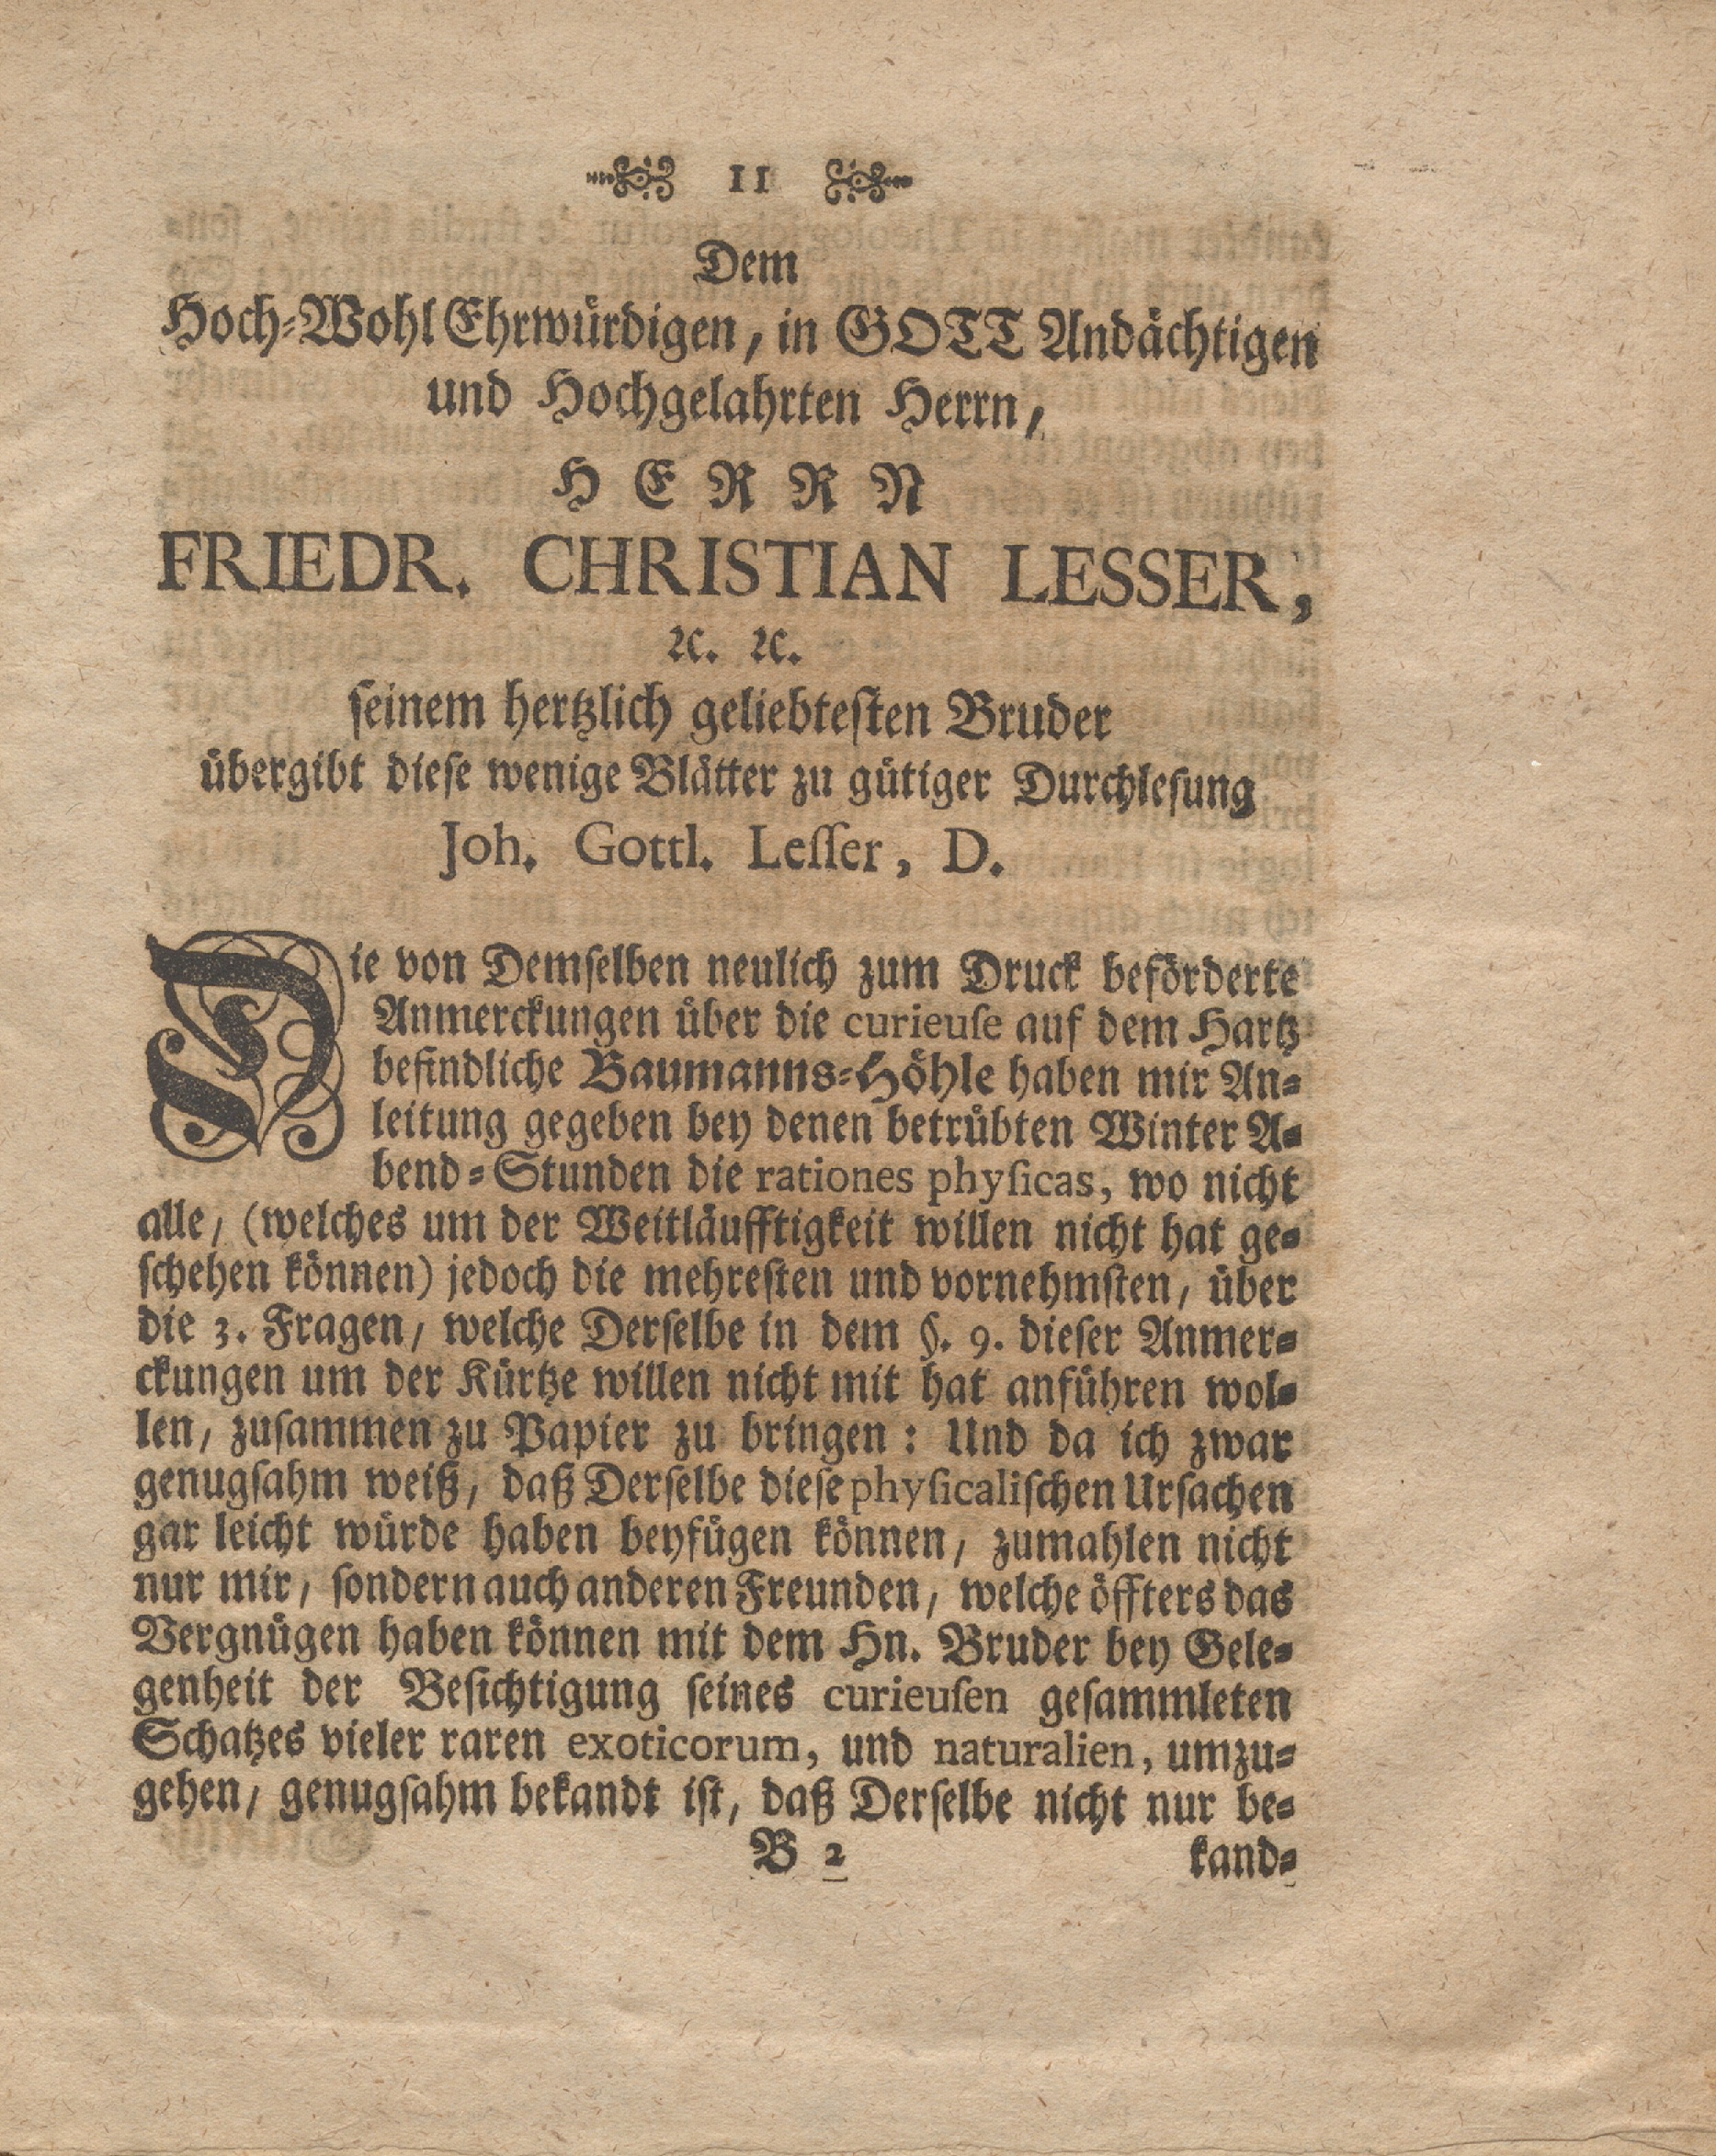 11
Dem
Hoch-Wohl Ehrwürdigen, in GOTT Andächtigen
und Hochgelahrten Herrn,
HERRN
FRIEDR. CHRISTIAN LESSER,
ꝛc. ꝛc.
ſeinem hertzlich geliebteſten Bruder
übergibt dieſe wenige Blätter zu gütiger Durchleſung
Joh. Gottl. Leſſer, D.
Die von Demſelben neulich zum Druck beförderte
Anmerckungen über die curieuſe auf dem Hartz
befindliche Baumanns-Höhle haben mir An-
leitung gegeben bey denen betrübten Winter A-
bend-Stunden die rationes phyſicas, wo nicht
alle, (welches um der Weitläufftigkeit willen nicht hat ge-
ſchehen können) jedoch die mehreſten und vornehmſten, über
die 3. Fragen, welche Derſelbe in dem §. 9. dieſer Anmer-
ckungen um der Kürtze willen nicht mit hat anführen wol-
len, zuſammen zu Papier zu bringen: Und da ich zwar
genugſahm weiß, daß Derſelbe dieſe phyſicaliſchen Urſachen
gar leicht würde haben beyfügen können, zumahlen nicht
nur mir, ſondern auch anderen Freunden, welche öffters das
Vergnügen haben können mit dem Hn. Bruder bey Gele-
genheit der Beſichtigung ſeines curieuſen geſammleten
Schatzes vieler raren exoticorum, und naturalien, umzu-
gehen, genugſahm bekandt iſt, daß Derſelbe nicht nur be-
B 2 kand-